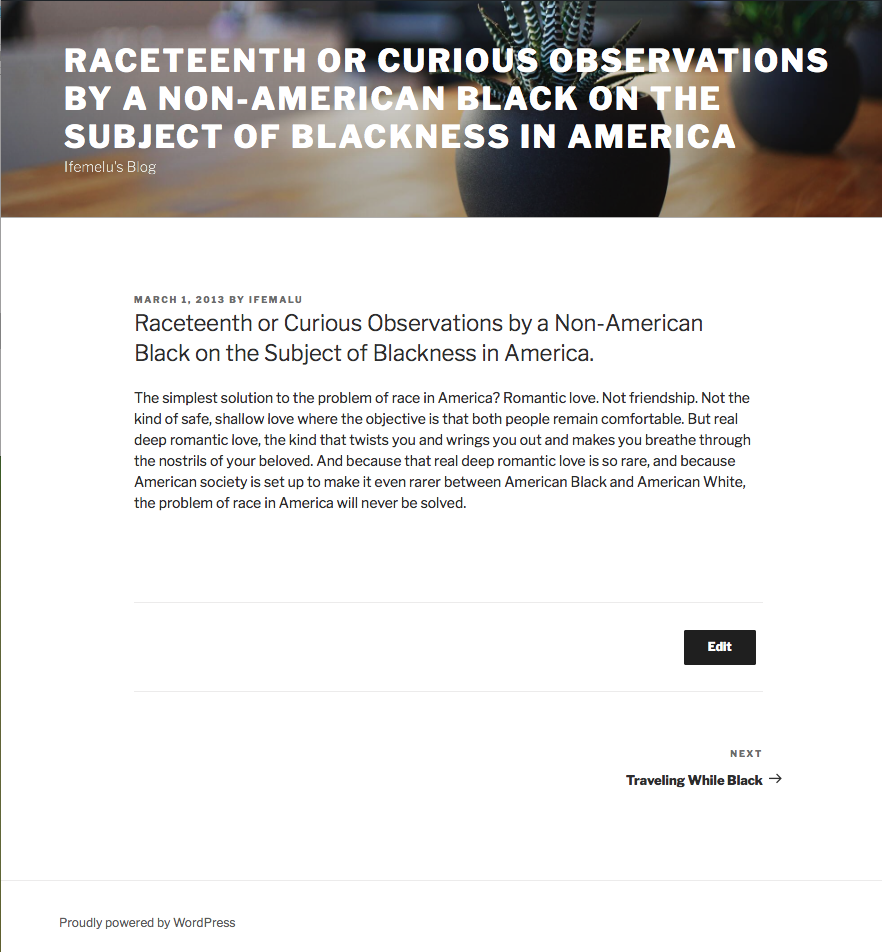 RACETEENTH OR CURIOUS OBSERVATIONS
BY A NON-AMERICAN BLACK ON THE
SUBJECT OF BLACKNESS IN AMERICA
Ifemelu's Blog
MARCH 1, 2013 BY IFEMALU
Raceteenth or Curious Observations by a Non-American
Black on the Subject of Blackness in America.
The simplest solution to the problem of race in America? Romantic love. Not friendship. Not the
kind of safe, shallow love where the objective is that both people remain comfortable. But real
deep romantic love, the kind that twists you and wrings you out and makes you breathe through
the nostrils of your beloved. And because that real deep romantic love is so rare, and because
American society is set up to make it even rarer between American Black and American White,
the problem of race in America will never be solved.
Edit
NEXT
Traveling While Black →
Proudly powered by WordPress